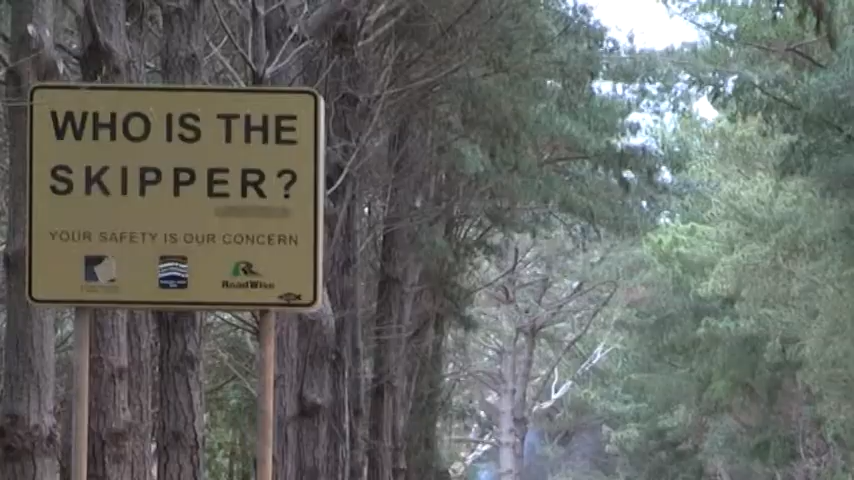 WHO IS THE
SKIPPER?
YOUR SAFETY IS OUR CONCERN
RoadWise